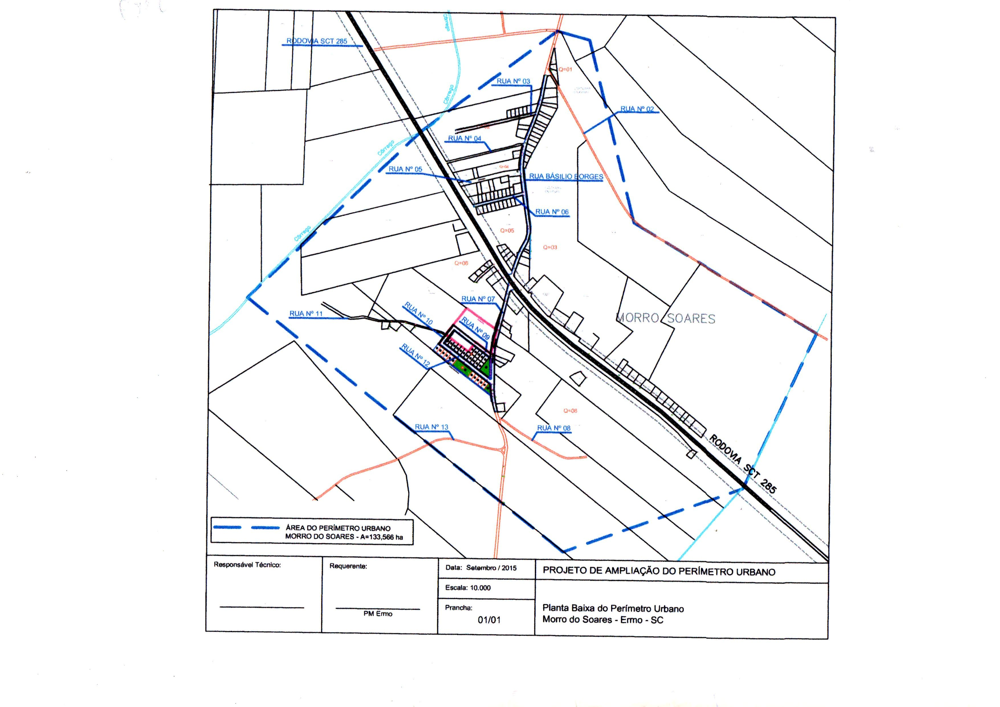 Córrego
RODOVIA SCT 285
Q=01
RUA Nº 03
Córrego
RUA Nº 02
RUA Nº 04
Córrego
Q=04
RUA Nº 05
RUA BÁSILIO BORGES
RUA Nº 06
Q=05
Córrego
Q=03
Q=06
RUA Nº 07
RUA Nº 10
RUA Nº 11
MORRO SOARES
RUA Nº 09
RUA Nº 12
Q=08
RUA Nº 13
RUA Nº 08
RODOVIA SCT 285
ÁREA DO PERÍMETRO URBANO
MORRO DO SOARES - A=133,566 ha
Responsável Técnico:
Requerente:
PM Ermo
Data: Setembro / 2015
Escala: 10.000
Prancha:
01/01
PROJETO DE AMPLIAÇÃO DO PERÍMETRO URBANO
Planta Baixa do Perímetro Urbano
Morro do Soares - Ermo - SC